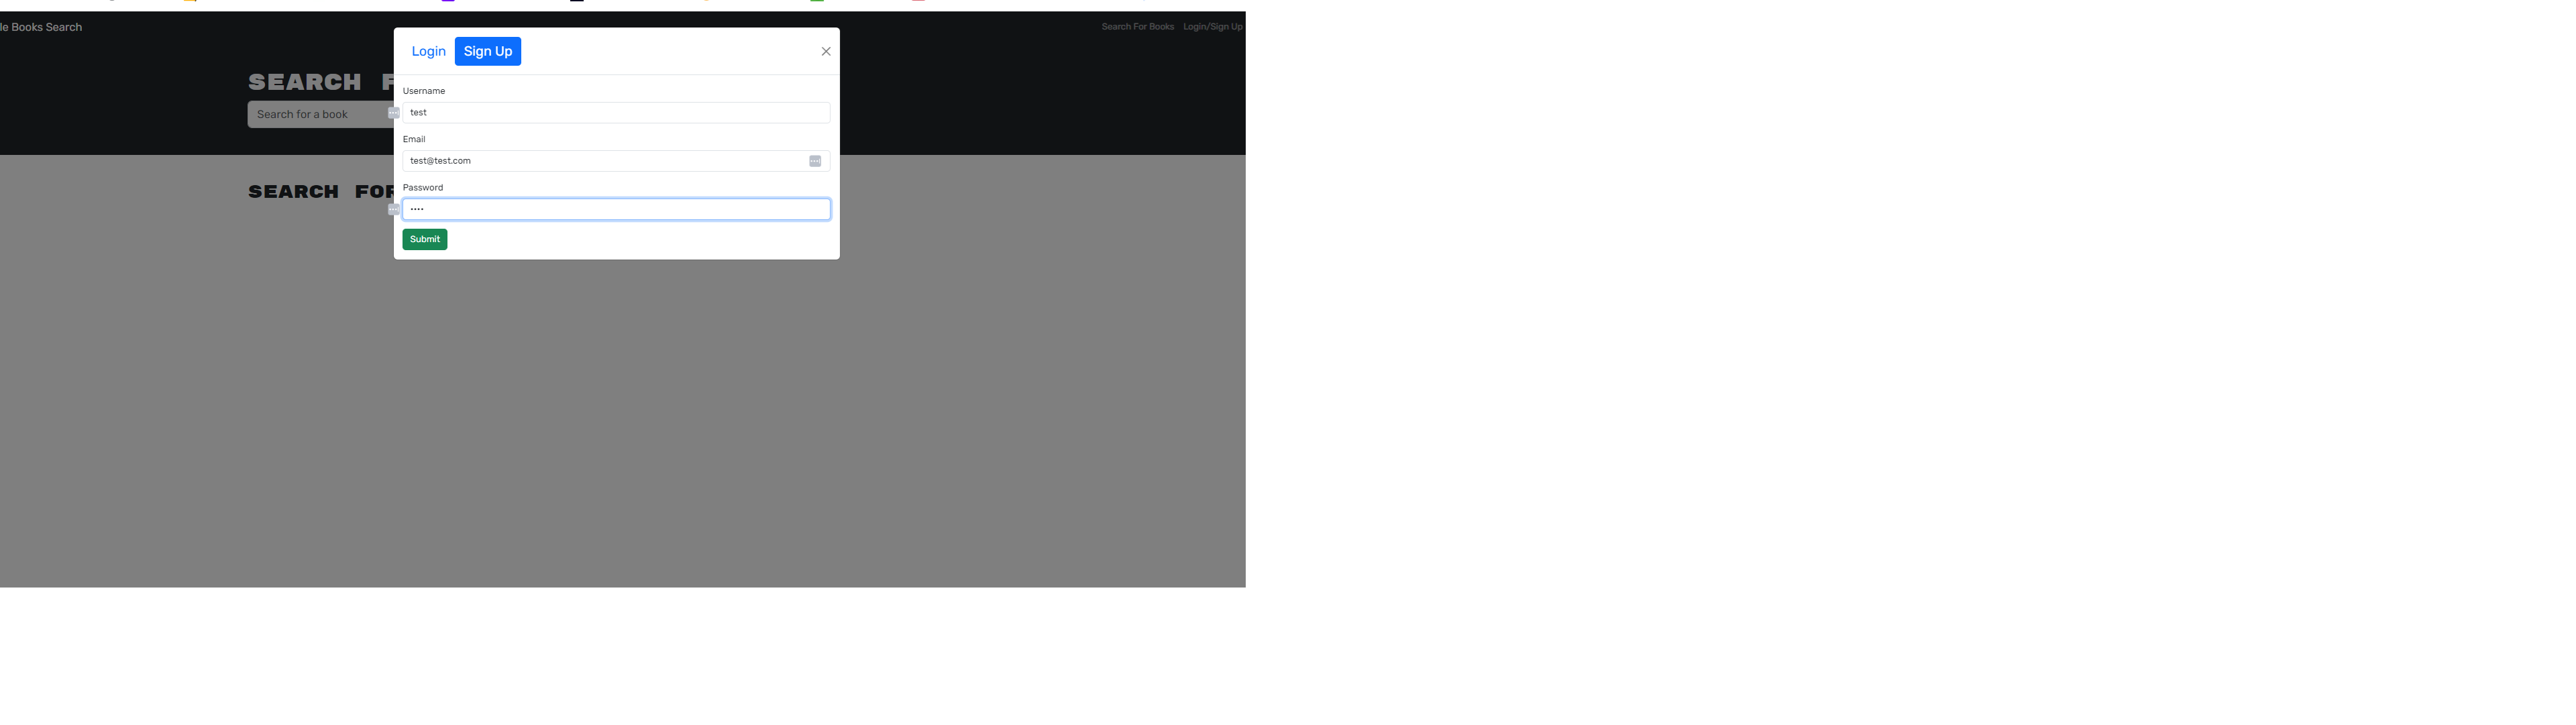 le Books Search
Search For Books Login/Sign Up
Login Sign Up
SEARCH F
Username
Search for a book
test
Email
test@test.com
Password
SEARCH FOR
••••
Submit